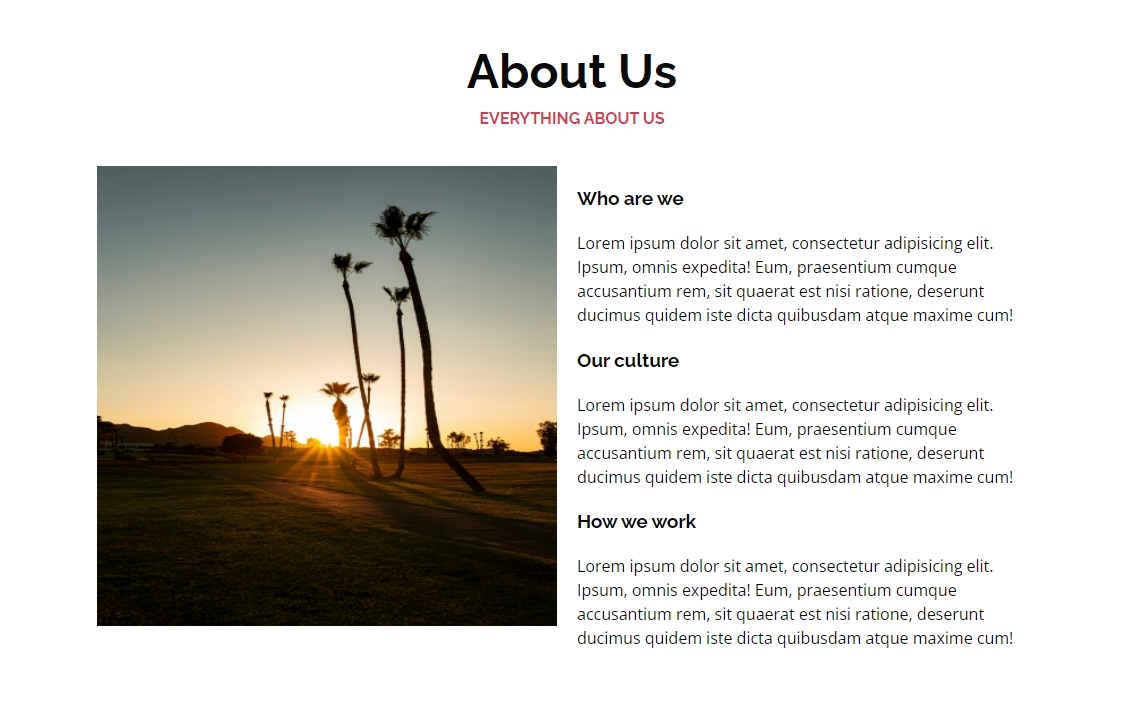 About Us
EVERYTHING ABOUT US
Who are we
Lorem ipsum dolor sit amet, consectetur adipisicing elit.
Ipsum, omnis expedita! Eum, praesentium cumque
accusantium rem, sit quaerat est nisi ratione, deserunt
ducimus quidem iste dicta quibusdam atque maxime cum!
Our culture
Lorem ipsum dolor sit amet, consectetur adipisicing elit.
Ipsum, omnis expedita! Eum, praesentium cumque
accusantium rem, sit quaerat est nisi ratione, deserunt
ducimus quidem iste dicta quibusdam atque maxime cum!
How we work
Lorem ipsum dolor sit amet, consectetur adipisicing elit.
Ipsum, omnis expedita! Eum, praesentium cumque
accusantium rem, sit quaerat est nisi ratione, deserunt
ducimus quidem iste dicta quibusdam atque maxime cum!